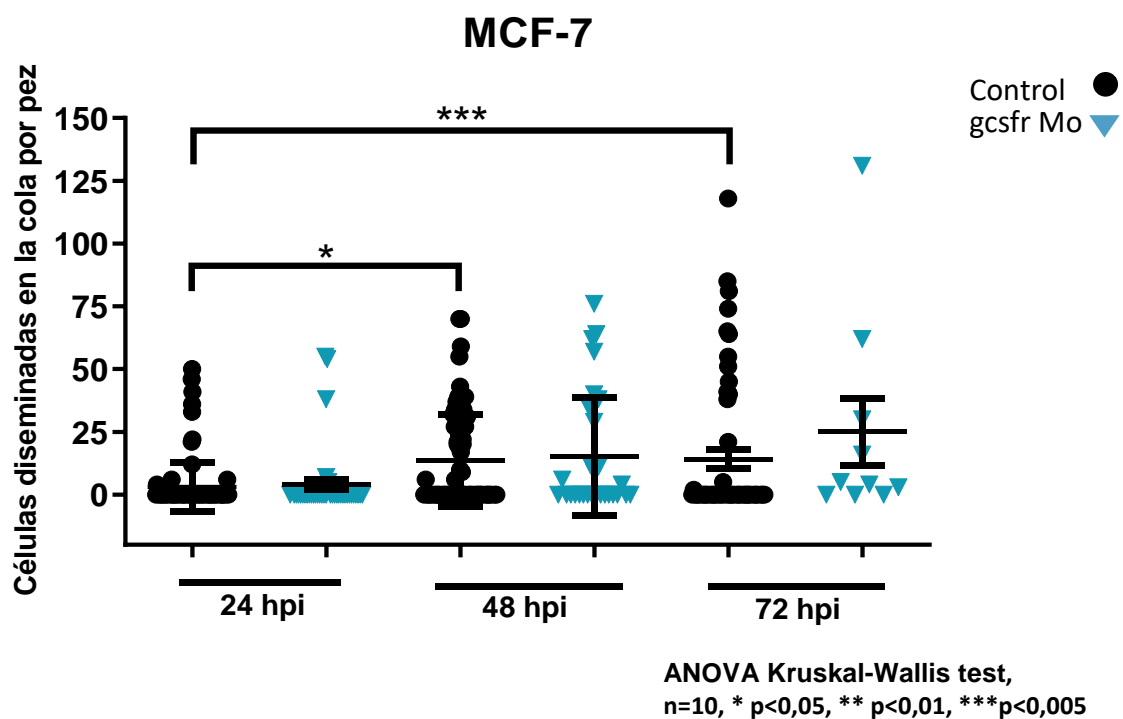 MCF-7
Células diseminadas en la cola por pez
Control
gcsfr Mo
150
125
100
75
50
25
0
***
*
24 hpi
48 hpi
72 hpi
ANOVA Kruskal-Wallis test,
n=10, * p<0,05, ** p<0,01, ***p<0,005